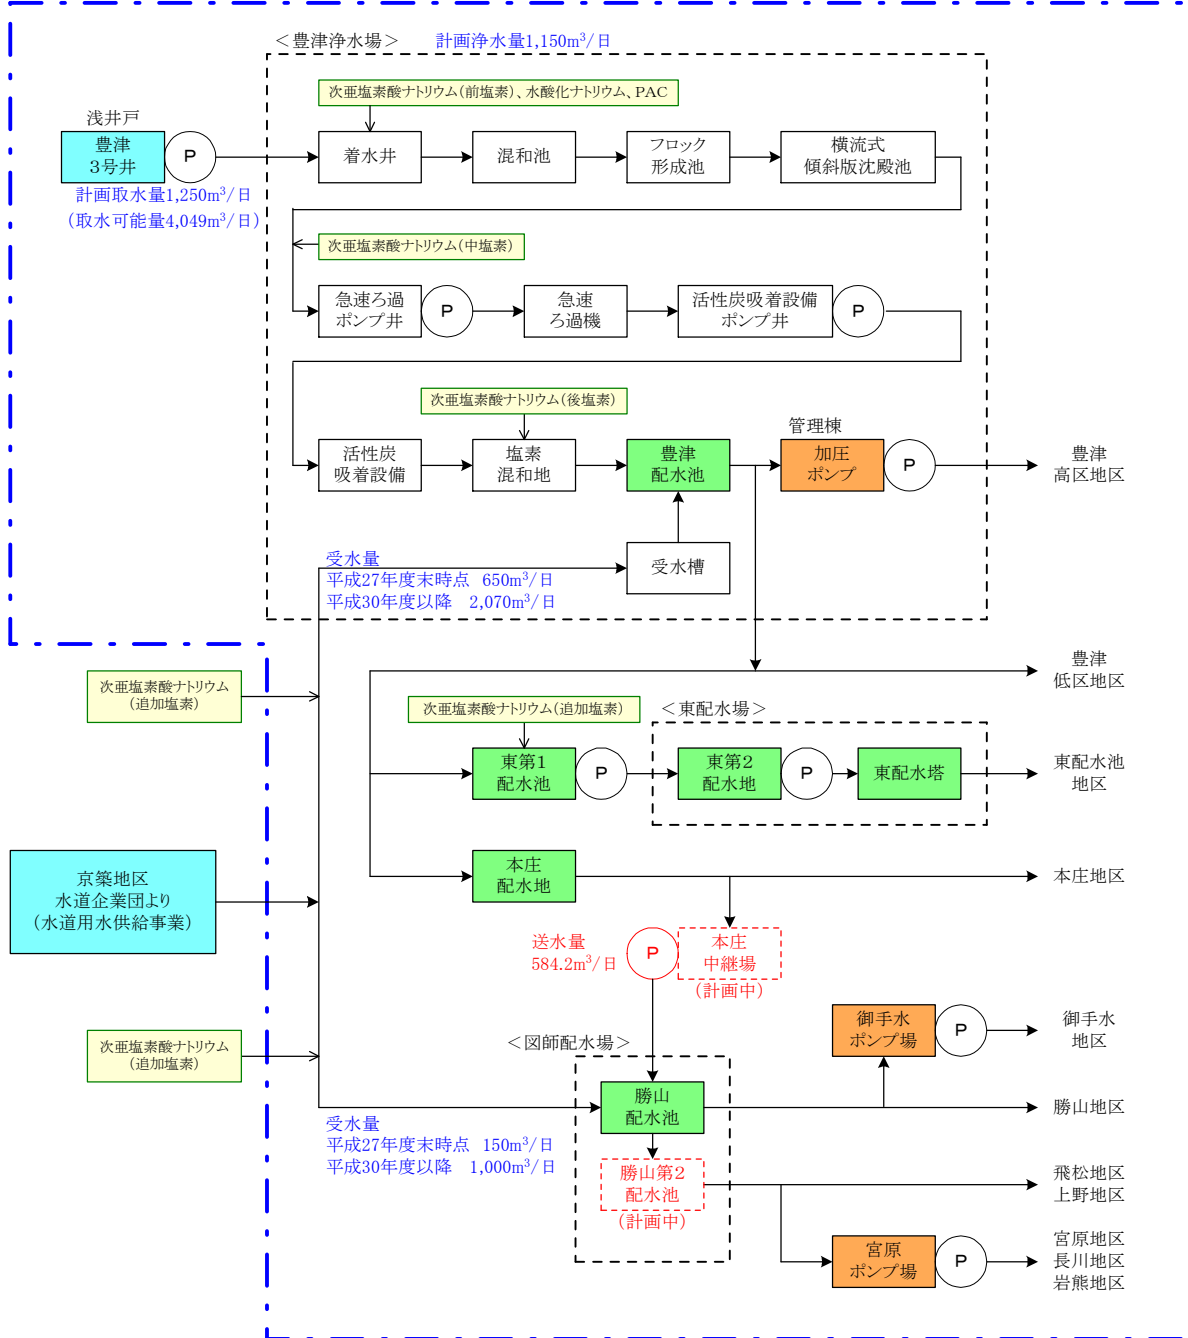 ＜豊津浄水場＞ 計画浄水量1,150m³/日
次亜塩素酸ナトリウム(前塩素)、水酸化ナトリウム、PAC
浅井戸
豊津
3号井
P
着水井
混和池
フロック
形成池
横流式
傾斜版沈殿池
計画取水量1,250m³/日
(取水可能量4,049m³/日)
次亜塩素酸ナトリウム(中塩素)
急速ろ過
ポンプ井
P
急速
ろ過機
活性炭吸着設備
ポンプ井
P
次亜塩素酸ナトリウム(後塩素)
活性炭
吸着設備
塩素
混和地
豊津
配水池
管理棟
加圧
ポンプ
P
豊津
高区地区
受水量
平成27年度末時点 650m³/日
平成30年度以降 2,070m³/日
受水槽
次亜塩素酸ナトリウム
(追加塩素)
豊津
低区地区
次亜塩素酸ナトリウム(追加塩素)
＜東配水場＞
東第1
配水池
P
東第2
配水地
P
東配水塔
東配水池
地区
京築地区
水道企業団より
(水道用水供給事業)
本庄
配水地
本庄地区
送水量
584.2m³/日
P
本庄
中継場
(計画中)
次亜塩素酸ナトリウム
(追加塩素)
＜図師配水場＞
御手水
ポンプ場
P
御手水
地区
勝山
配水池
勝山地区
受水量
平成27年度末時点 150m³/日
平成30年度以降 1,000m³/日
勝山第2
配水池
(計画中)
飛松地区
上野地区
宮原
ポンプ場
P
宮原地区
長川地区
岩熊地区